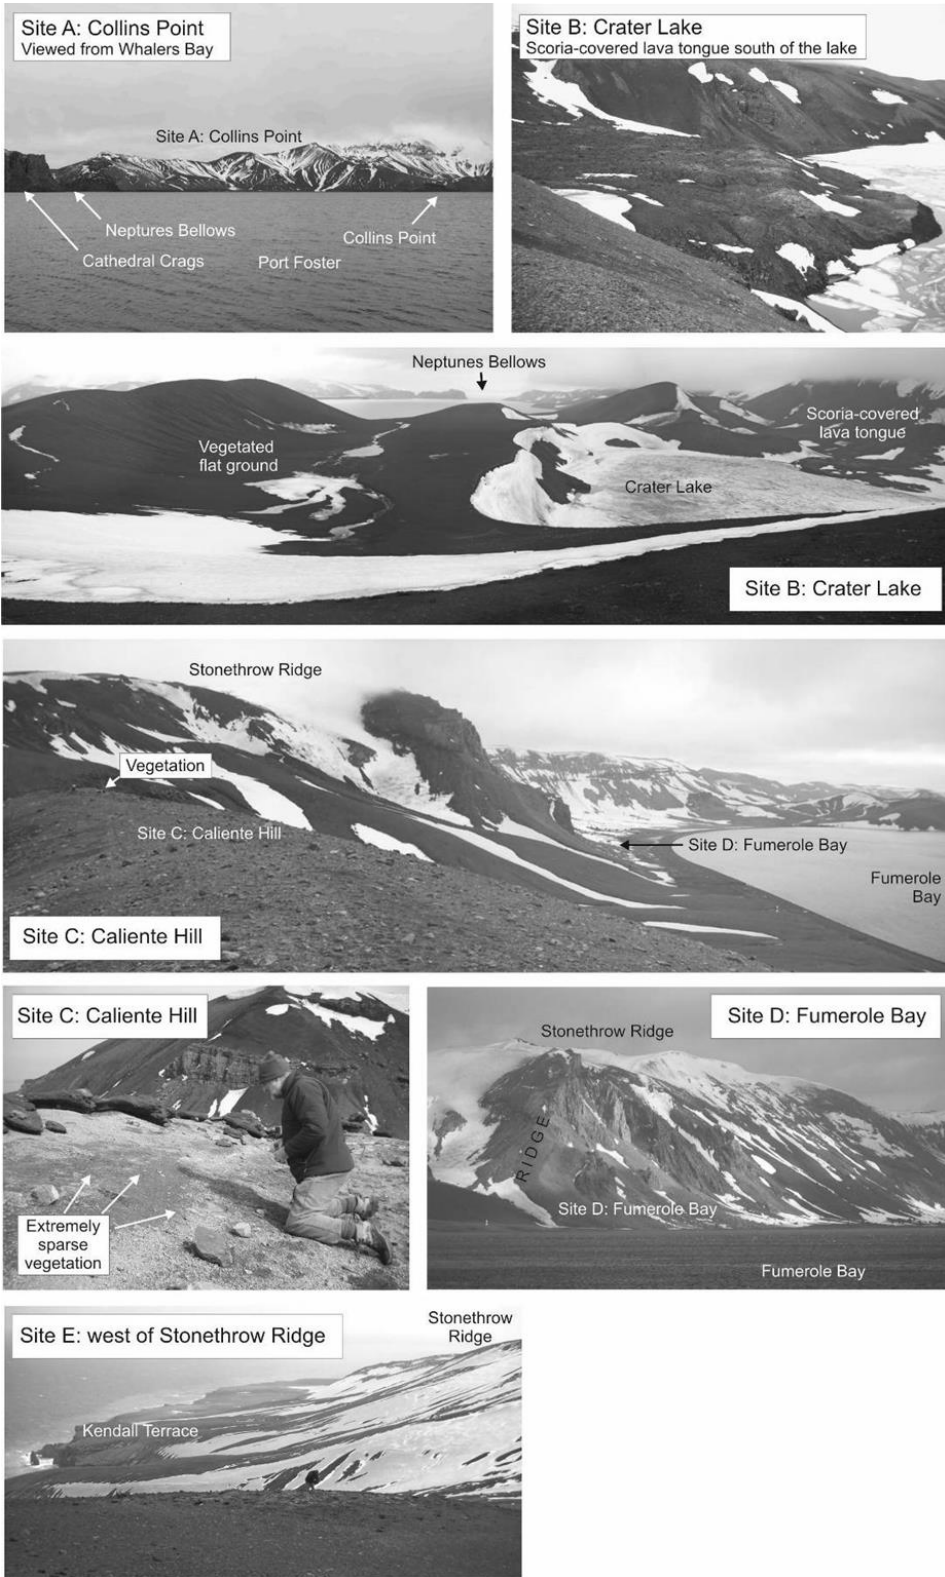 Site A: Collins Point
Viewed from Whalers Bay
Site A: Collins Point
Neptures Bellows
Cathedral Crags
Port Foster
Collins Point
Site B: Crater Lake
Scoria-covered lava tongue south of the lake
Neptunes Bellows
Vegetated
flat ground
Scoria-covered
lava tongue
Crater Lake
Site B: Crater Lake
Stonethrow Ridge
Vegetation
Site C: Caliente Hill
Site D: Fumerole Bay
Fumerole
Bay
Site C: Caliente Hill
Site C: Caliente Hill
Extremely
sparse
vegetation
Site D: Fumerole Bay
Stonethrow Ridge
RIDGE
Site D: Fumerole Bay
Fumerole Bay
Site E: west of Stonethrow Ridge
Stonethrow
Ridge
Kendall Terrace